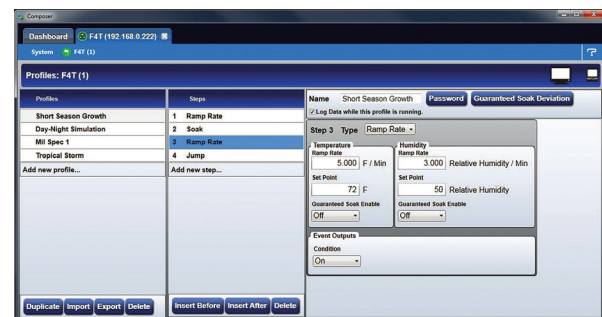 Composer
Dashboard F4T (192.168.0.222)
System F4T (1)
Profiles: F4T (1)
Profiles
Short Season Growth
Day-Night Simulation
Mil Spec 1
Tropical Storm
Add new profile...
Duplicate Import Export Delete
Steps
1 Ramp Rate
2 Soak
3 Ramp Rate
4 Jump
Add new step...
Insert Before Insert After Delete
Name Short Season Growth Password Guaranteed Soak Deviation
Log Data while this profile is running.
Step 3 Type Ramp Rate
Temperature
Ramp Rate
5.000 F / Min
Set Point
72 F
Guaranteed Soak Enable
Off
Humidity
Ramp Rate
3.000 Relative Humidity / Min
Set Point
50 Relative Humidity
Guaranteed Soak Enable
Off
Event Outputs
Condition
On